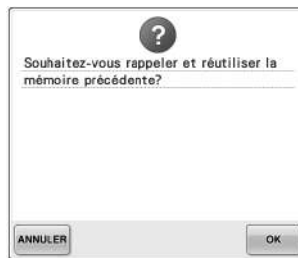 ?
Souhaitez-vous rappeler et réutiliser la
mémoire précédente?
ANNULER
OK